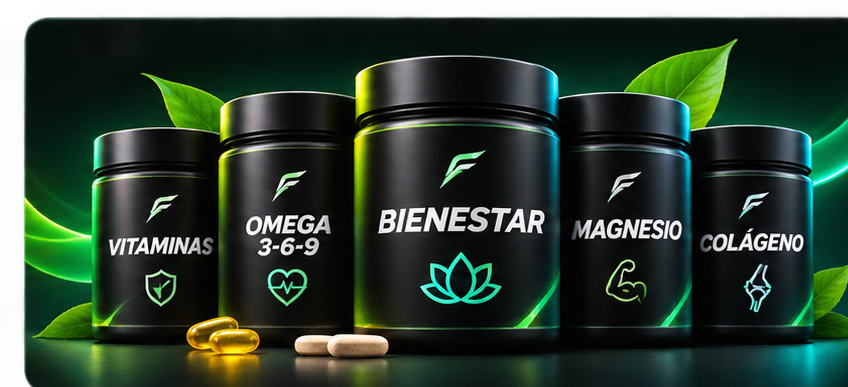 VITAMINAS
OMEGA
3-6-9
BIENESTAR
MAGNESIO
COLÁGENO